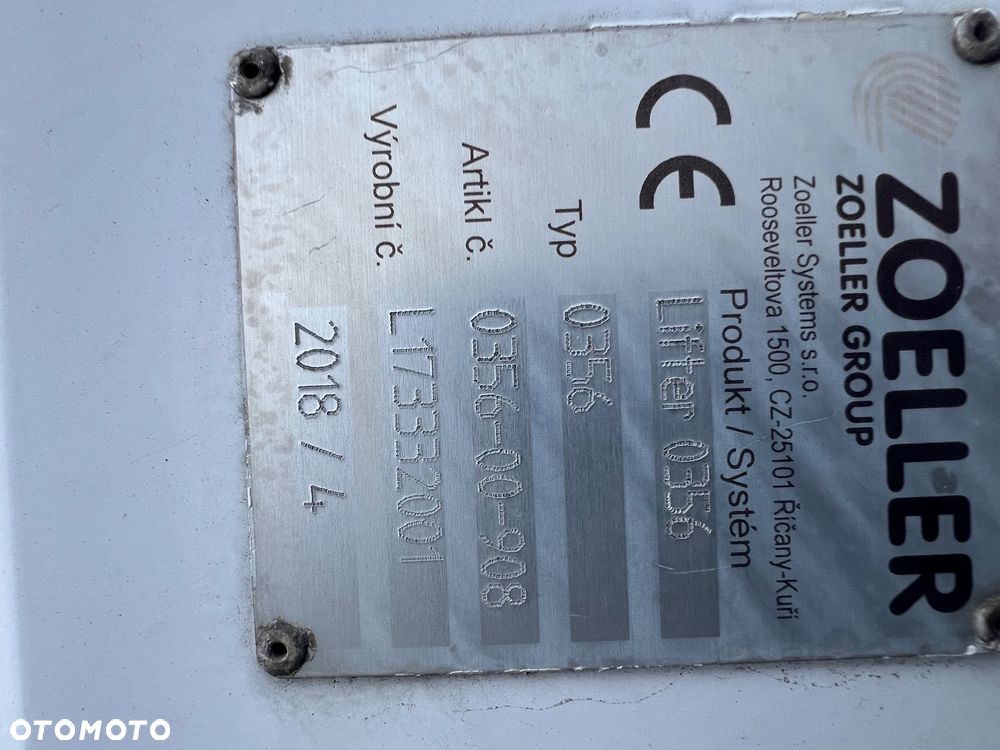 ZOELLER
ZOELLER GROUP
Zoeller Systems s.r.o.
Rooseveltova 1500, CZ-25101 Říčany-Kuří
CE
Produkt / Systém
Lifter 0356
Typ 0356
Artikl č. 0356-00-908
Výrobní č. L17332001
2018 / 4
OTOMOTO